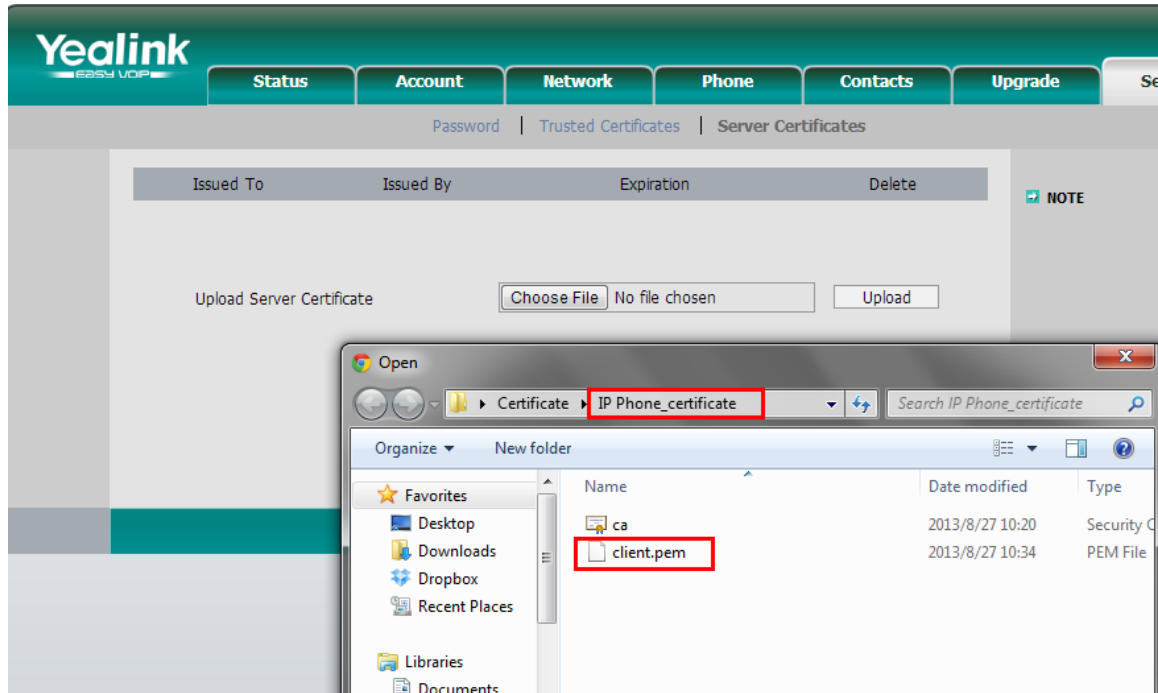 Yealink
EASY VOIP
Status Account Network Phone Contacts Upgrade Se
Password | Trusted Certificates | Server Certificates
Issued To Issued By Expiration Delete
NOTE
Upload Server Certificate Choose File No file chosen Upload
Open
Certificate IP Phone_certificate Search IP Phone_certificate
Organize New folder
Name Date modified Type
Favorites
Desktop ca 2013/8/27 10:20 Security C
Downloads client.pem 2013/8/27 10:34 PEM File
Dropbox
Recent Places
Libraries
Documents